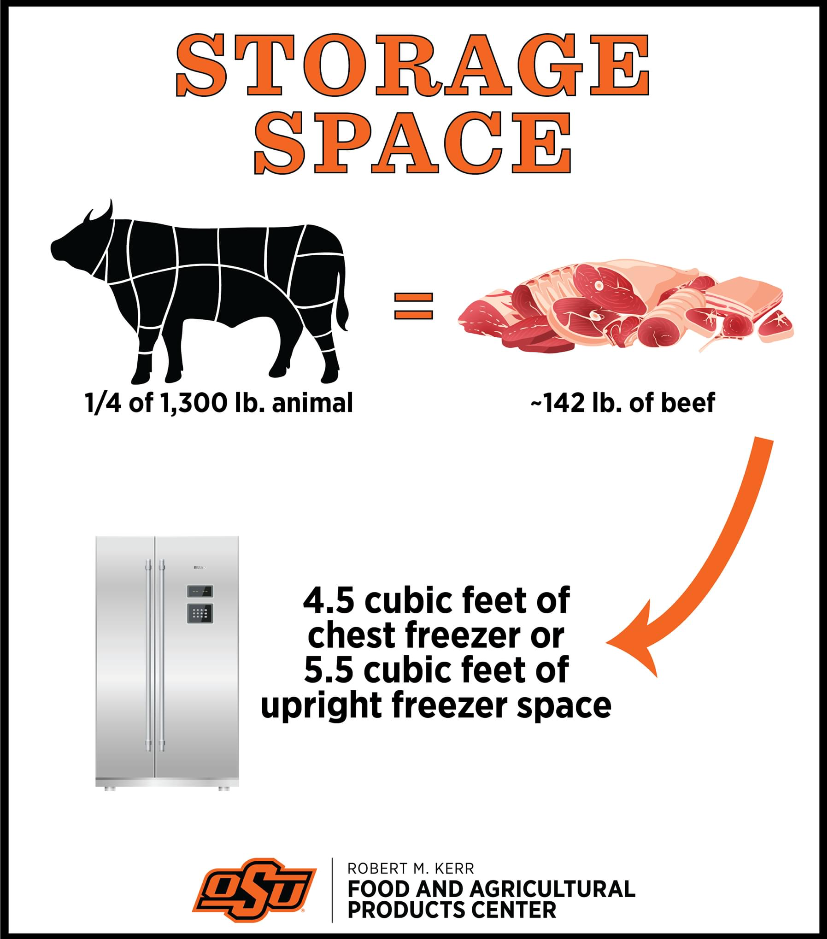 STORAGE
SPACE
1/4 of 1,300 lb. animal
=
~142 lb. of beef
4.5 cubic feet of
chest freezer or
5.5 cubic feet of
upright freezer space
OSU
ROBERT M. KERR
FOOD AND AGRICULTURAL
PRODUCTS CENTER